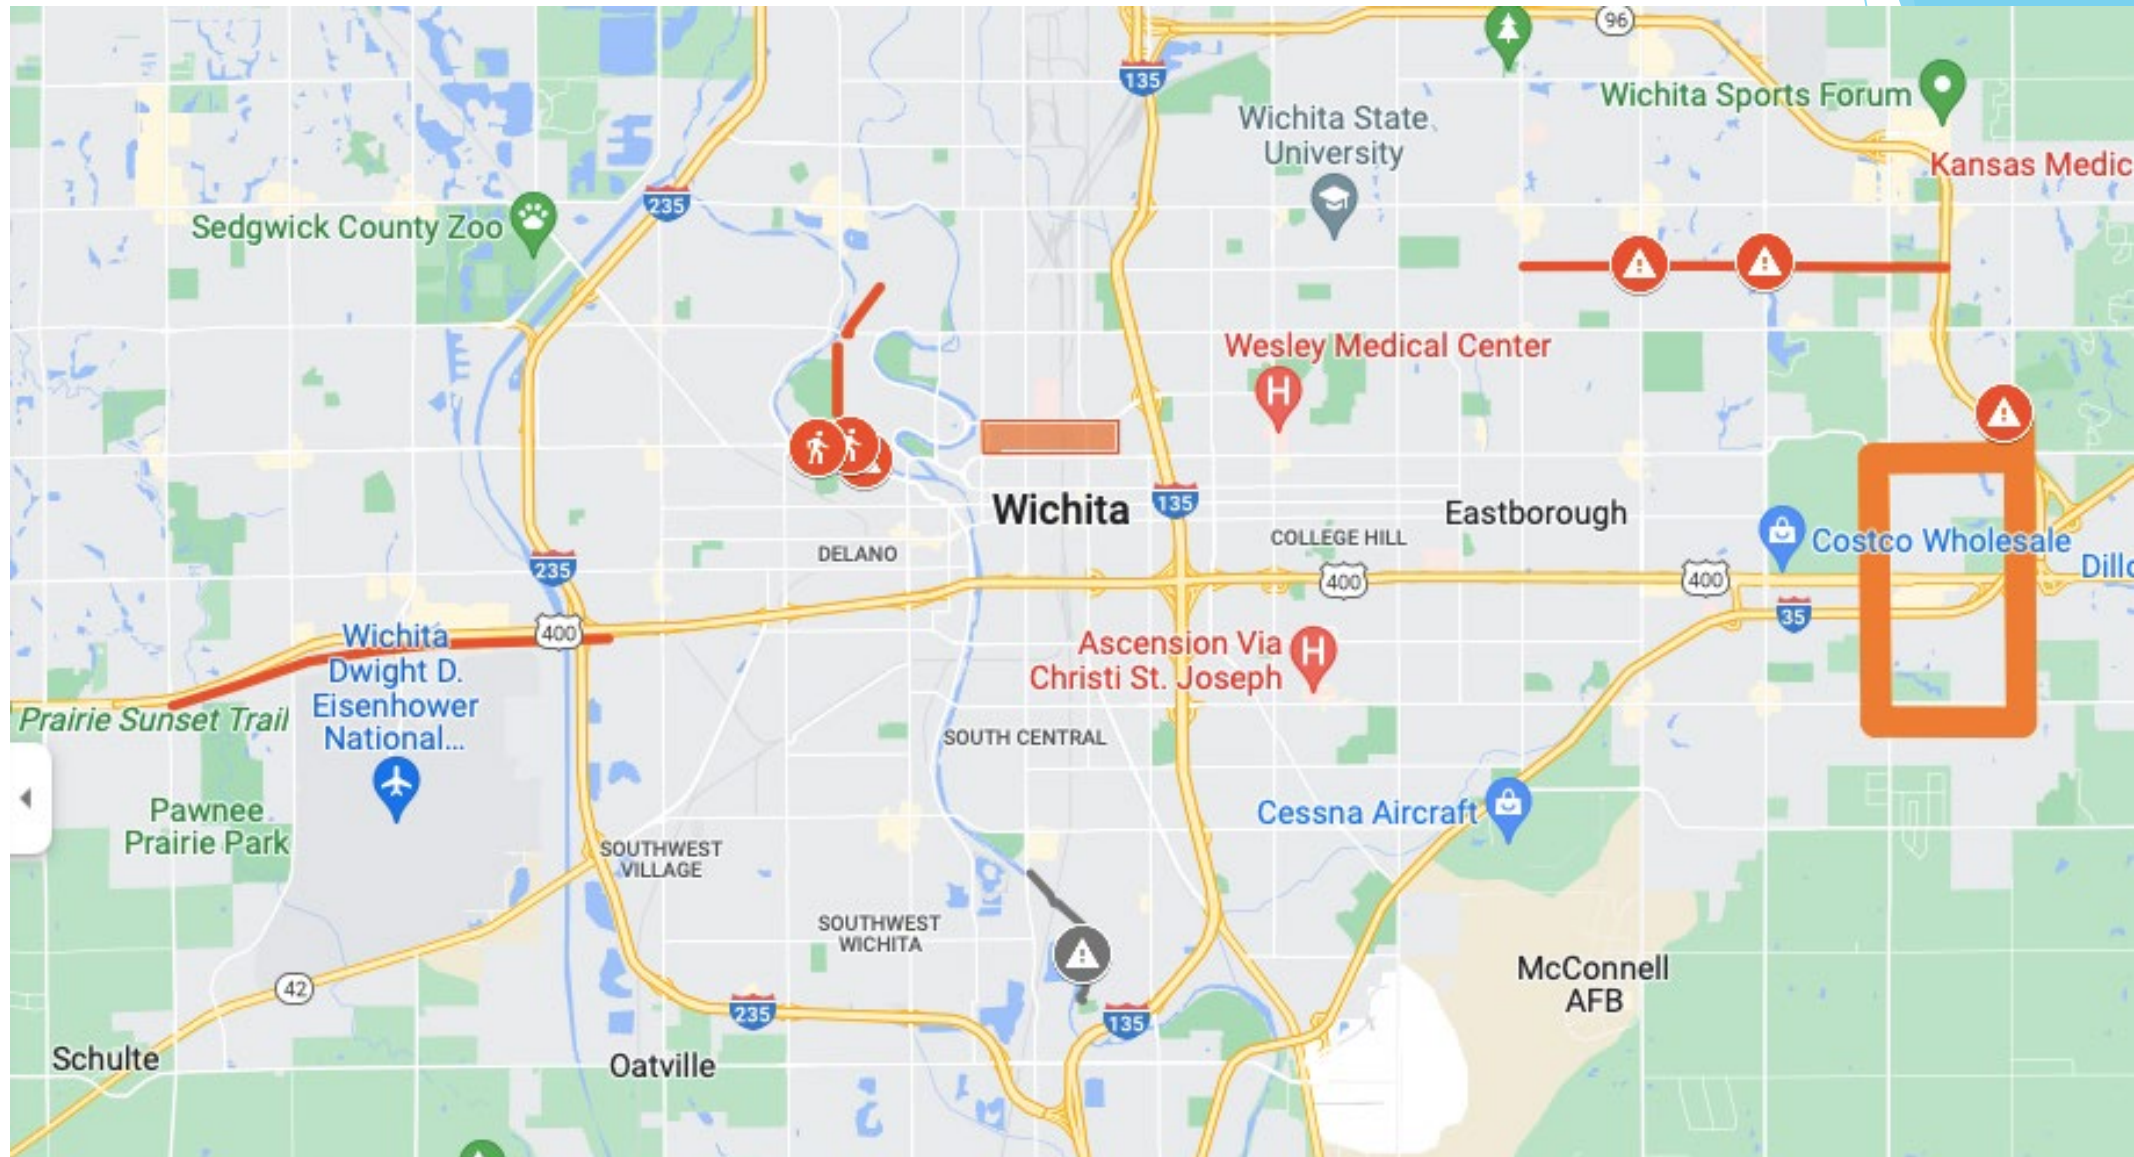 96
135
Wichita Sports Forum
Wichita State
University
Kansas Medic
235
Sedgwick County Zoo
Wesley Medical Center
H
Wichita
135
Eastborough
COLLEGE HILL
Costco Wholesale
DELANO
235
400
400
Dillo
35
400
Wichita
Dwight D.
Eisenhower
National...
Ascension Via
Christi St. Joseph
H
Prairie Sunset Trail
SOUTH CENTRAL
Pawnee
Prairie Park
Cessna Aircraft
SOUTHWEST
VILLAGE
SOUTHWEST
WICHITA
McConnell
AFB
42
235
135
Schulte
Oatville